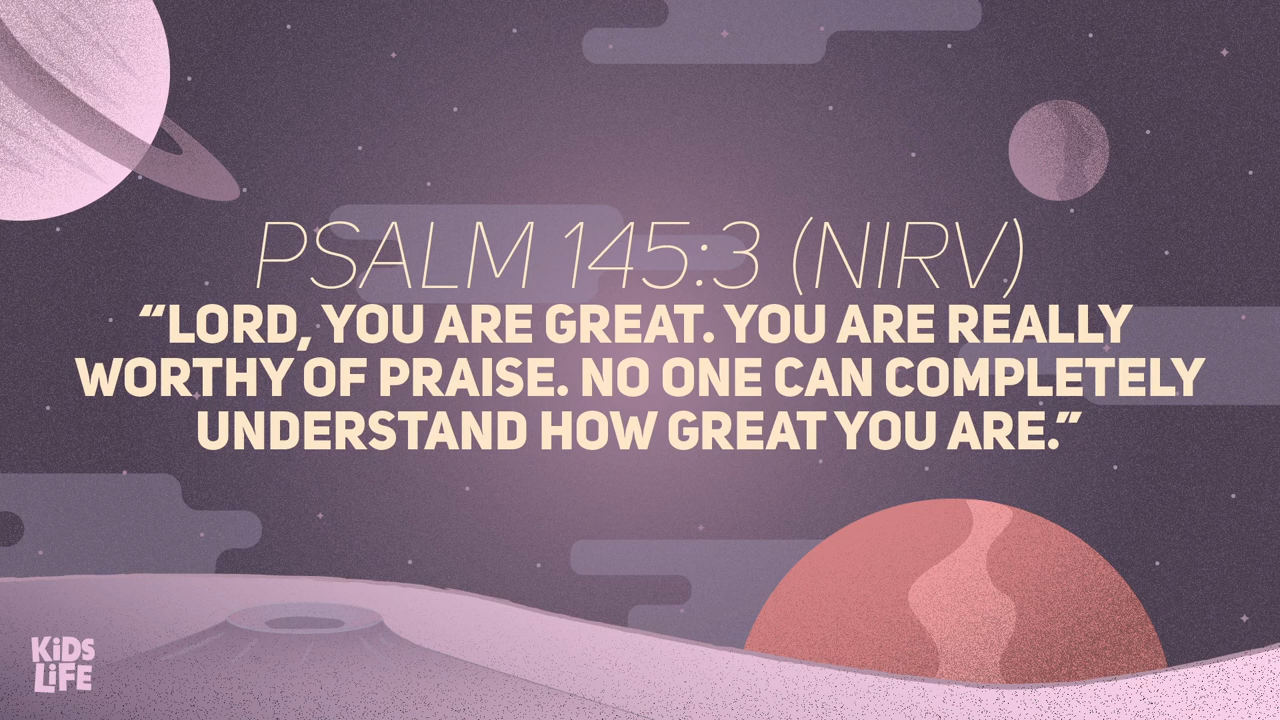 PSALM 145:3 (NIRV)
“LORD, YOU ARE GREAT. YOU ARE REALLY
WORTHY OF PRAISE. NO ONE CAN COMPLETELY
UNDERSTAND HOW GREAT YOU ARE.”
KiDS
LiFE